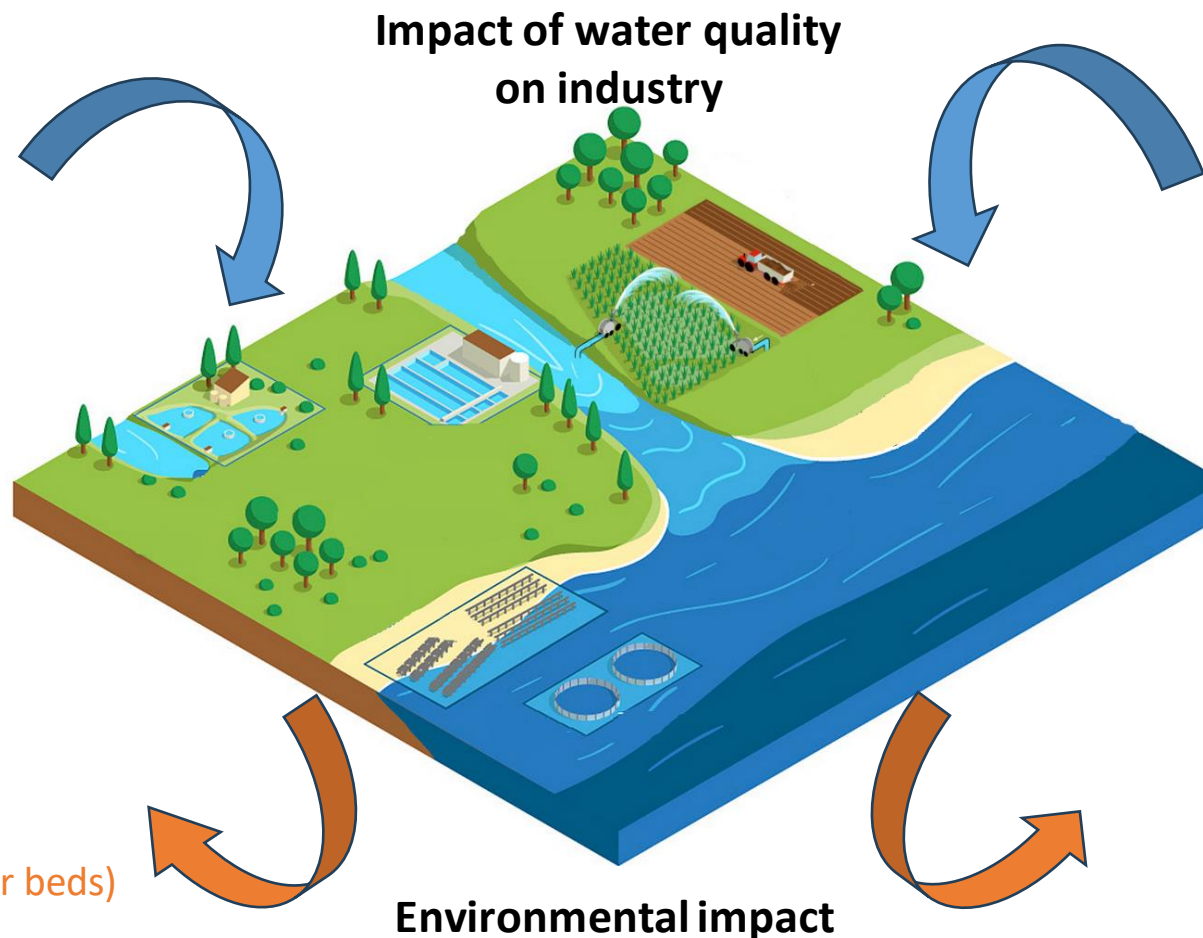 Impact of water quality
on industry
r beds)
Environmental impact